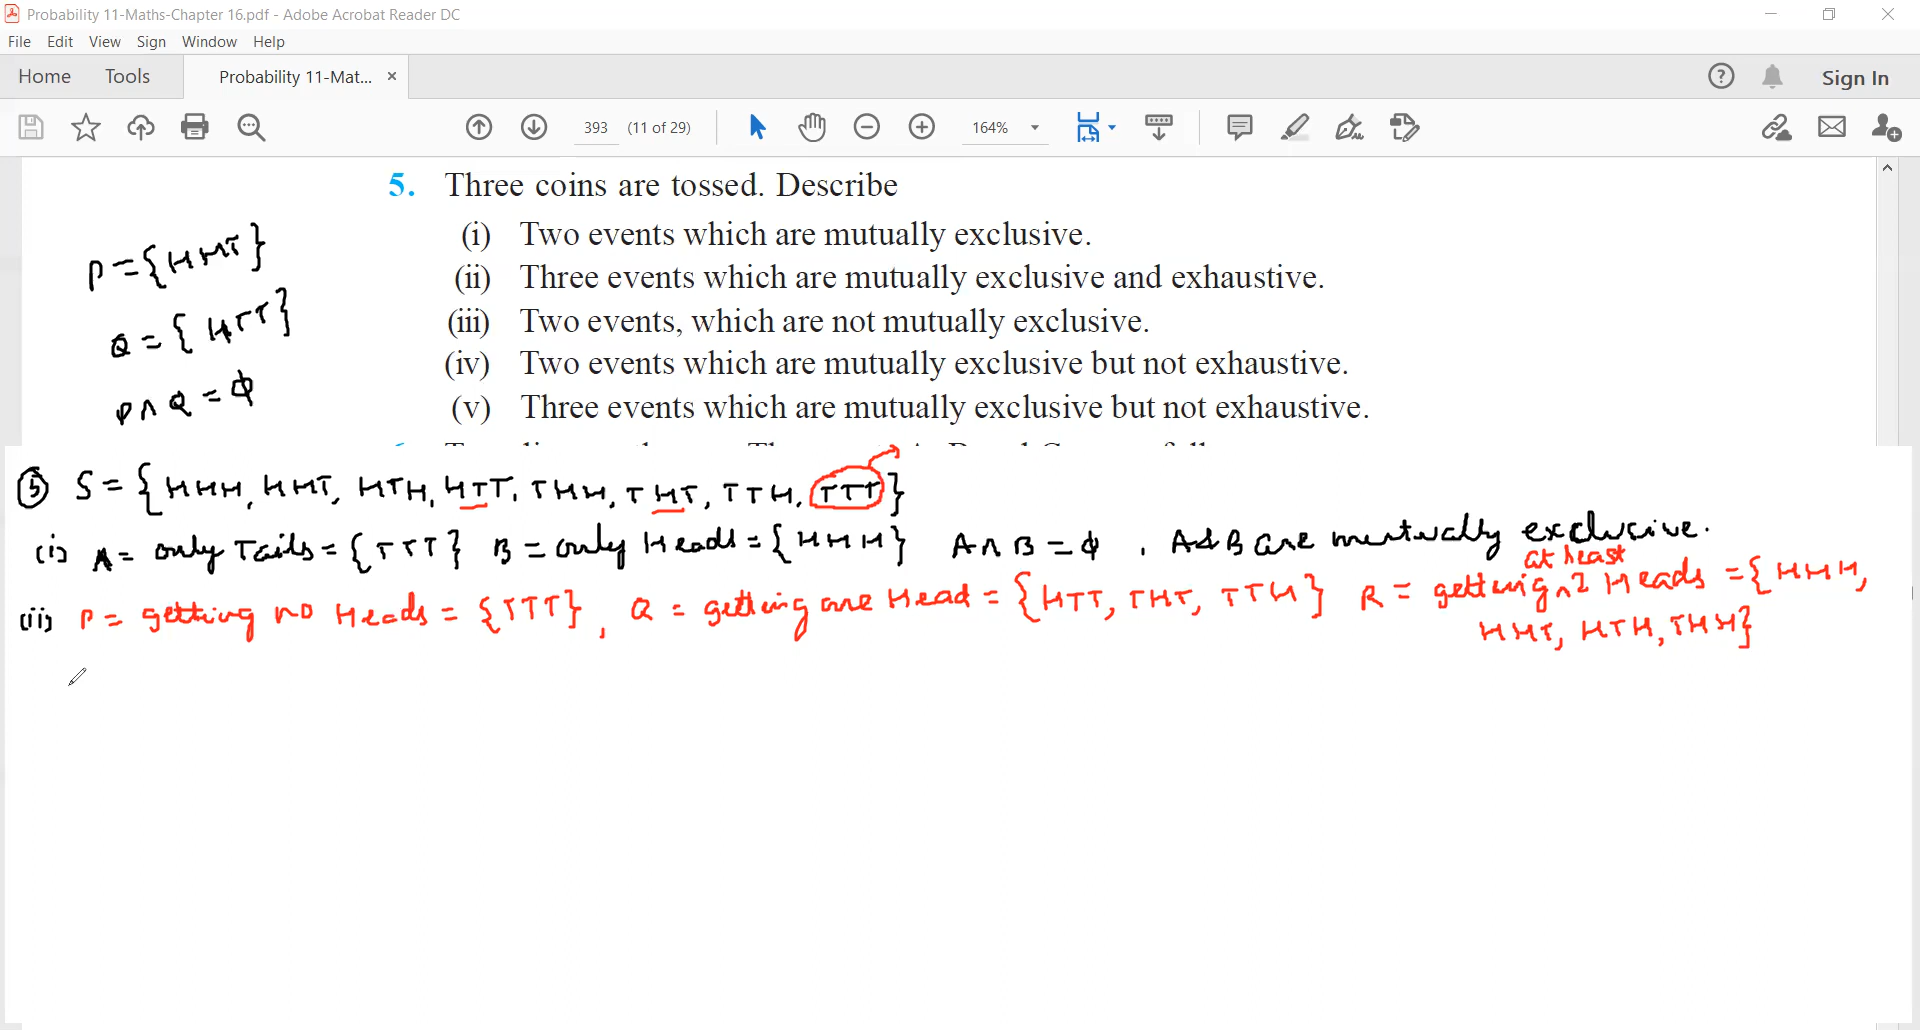 Probability 11-Maths-Chapter 16.pdf - Adobe Acrobat Reader DC
File Edit View Sign Window Help
Home Tools Probability 11-Mat... × Sign In
393 (11 of 29) 164%
5. Three coins are tossed. Describe
(i) Two events which are mutually exclusive.
(ii) Three events which are mutually exclusive and exhaustive.
(iii) Two events, which are not mutually exclusive.
(iv) Two events which are mutually exclusive but not exhaustive.
(v) Three events which are mutually exclusive but not exhaustive.
P = {HHT}
Q = {HTT}
P ∩ Q = ϕ
(5) S = {HHH, HHT, HTH, HTT, THH, THT, TTH, TTT}
(i) A = only Tails = {TTT} B = only Heads = {HHH} A ∩ B = ϕ . A & B are mutually exclusive.
(ii) P = getting no Heads = {TTT}, Q = getting one Head = {HTT, THT, TTH} R = getting at least 2 Heads = {HHH,
HHT, HTH, THH}